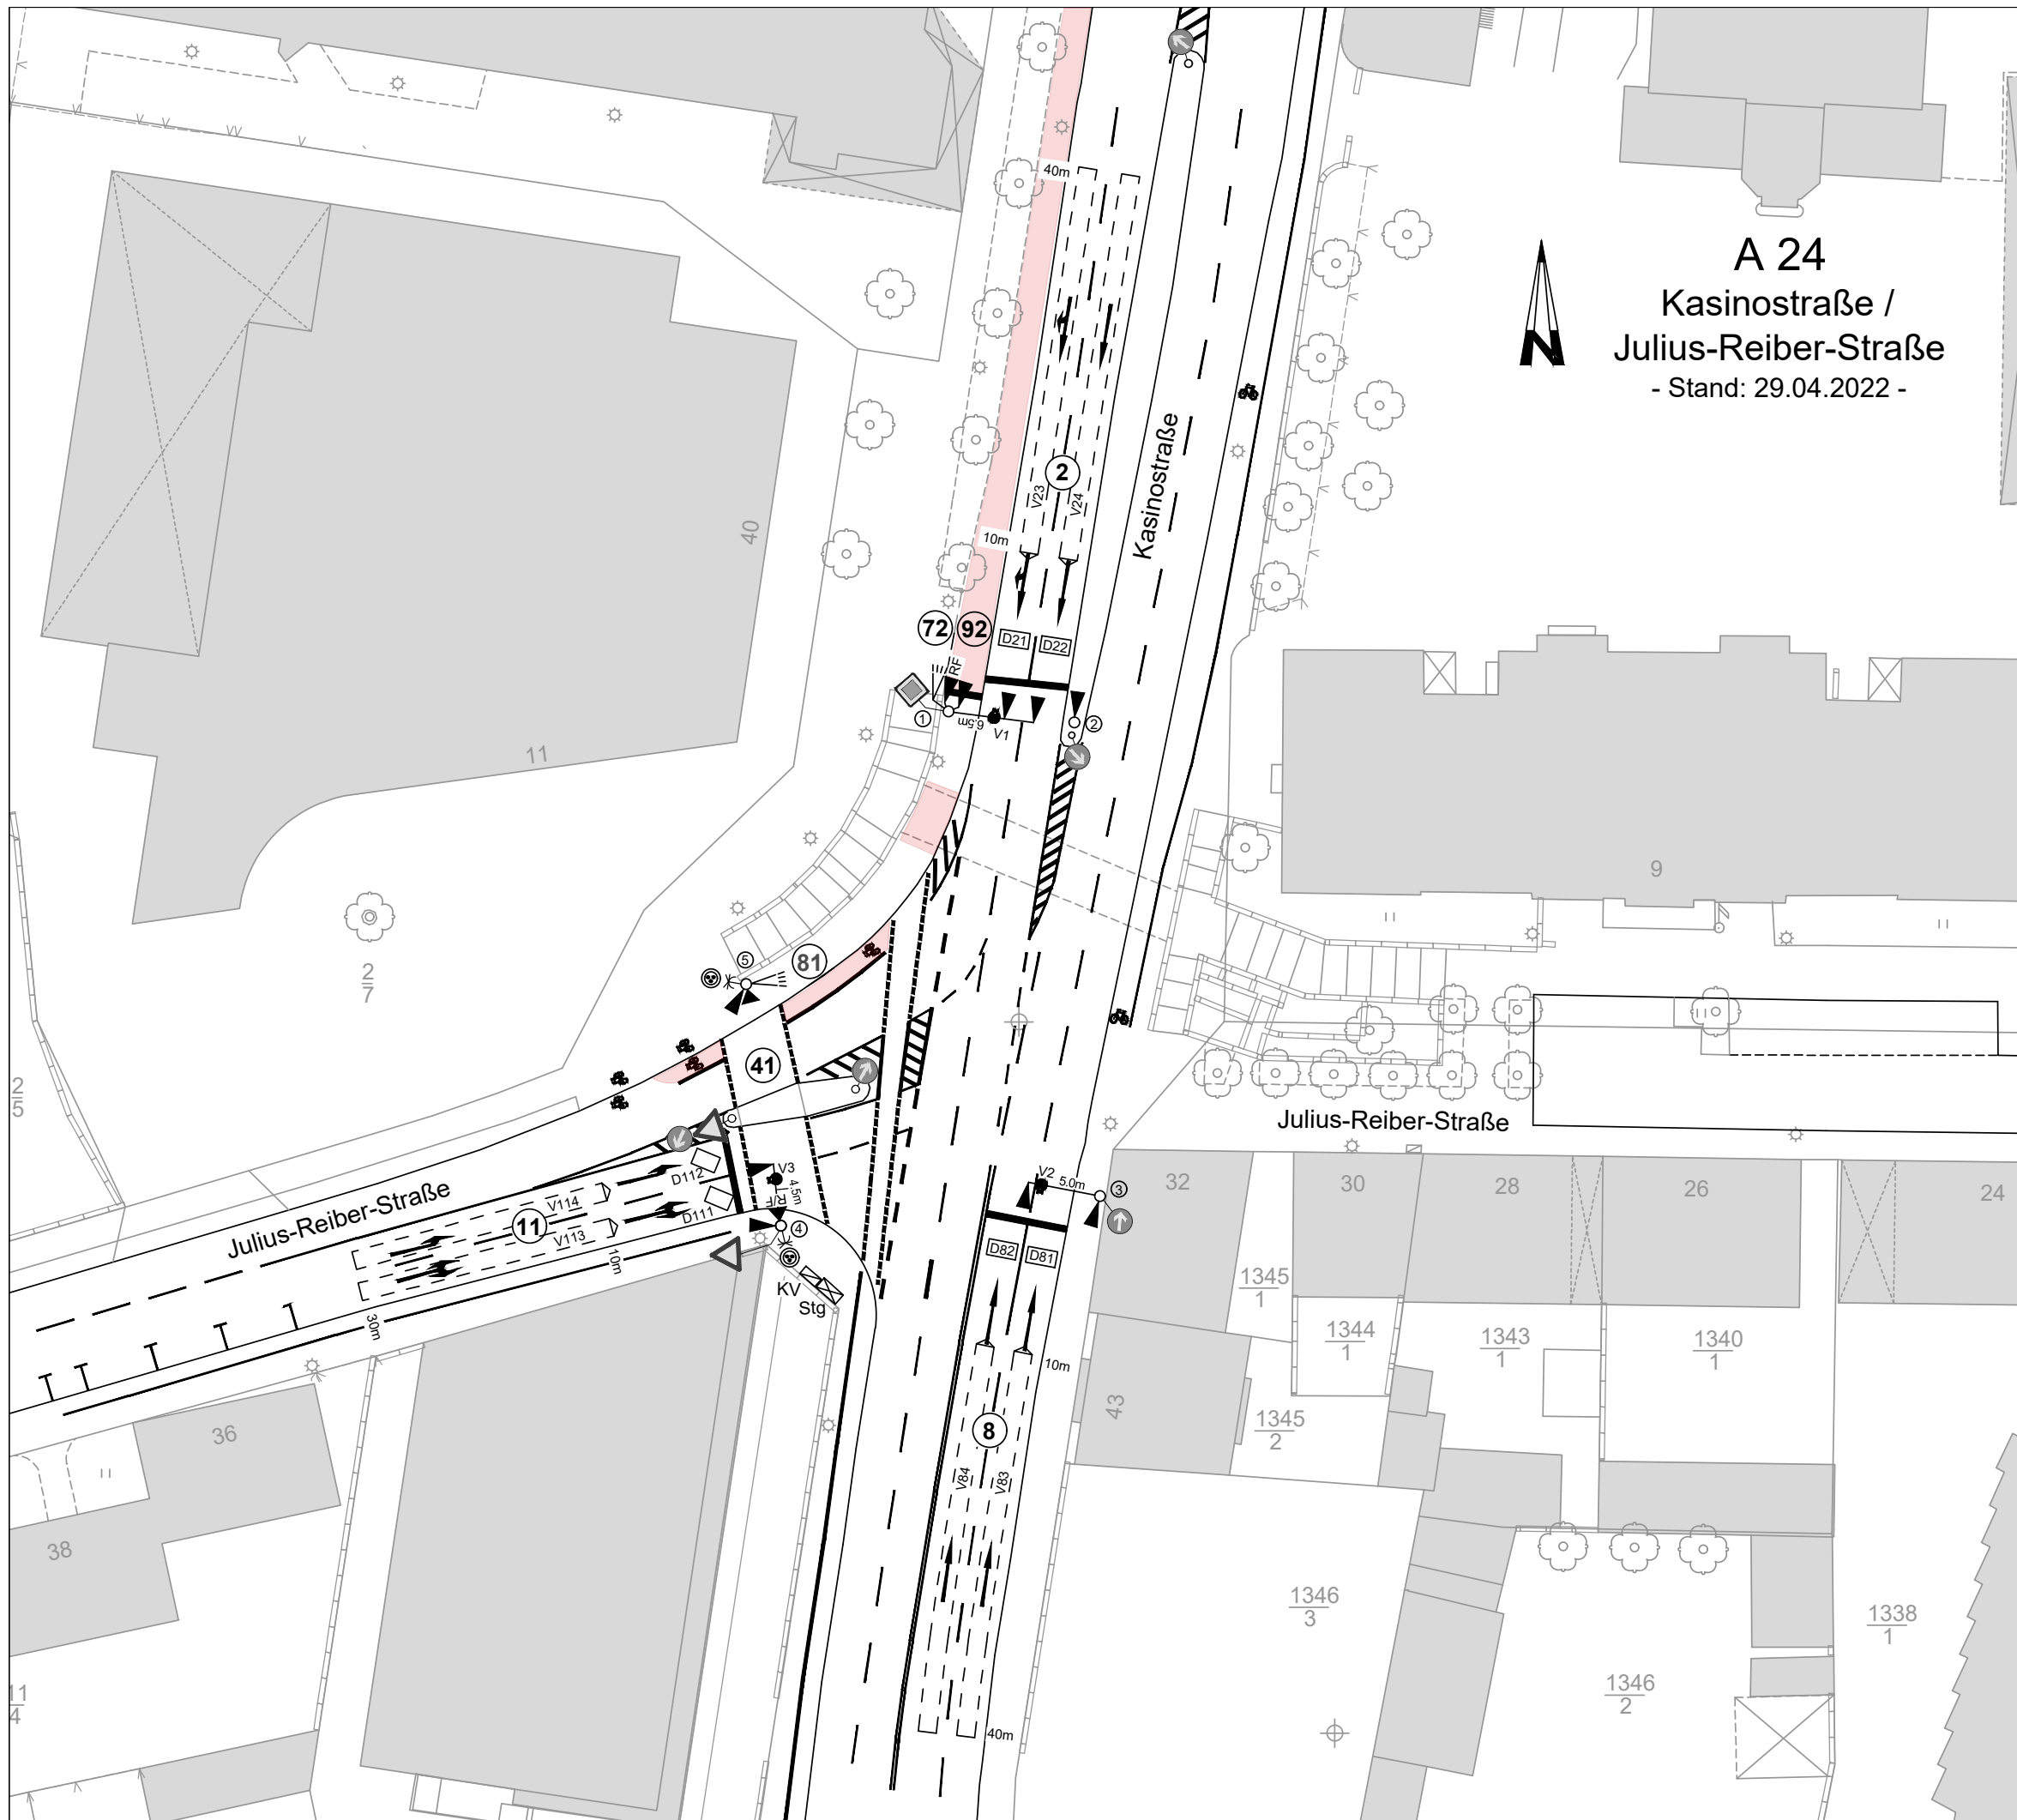 A 24
Kasinostraße /
Julius-Reiber-Straße
- Stand: 29.04.2022 -
N
40m
Kasinostraße
2
V23
V24
10m
40
11
72
92
D21
D22
RF
1
6.5m
V1
2
9
5
81
2
7
41
2
5
Julius-Reiber-Straße
Julius-Reiber-Straße
V3
4.5m
R/F
D112
D111
V114
V113
11
10m
30m
4
KV
Stg
V2
5.0m
3
D82
D81
32
30
28
26
24
1345
1
1344
1
1343
1
1340
1
10m
43
1345
2
8
V84
V83
36
38
11
4
1346
3
1346
2
1338
1
40m